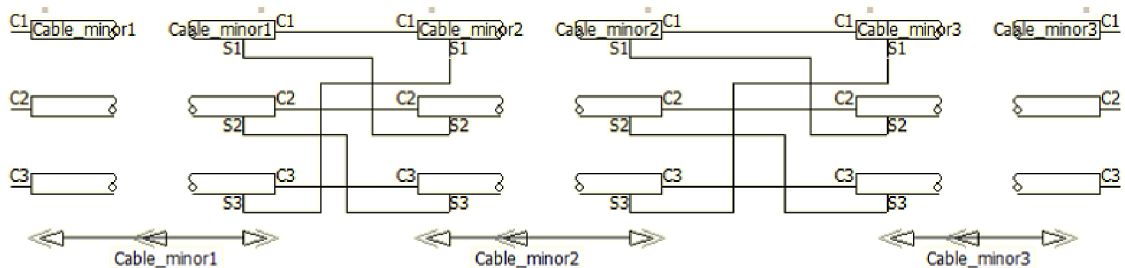 C1 Cable_minor1 Cable_minor1 C1 C1 Cable_minor2 Cable_minor2 C1 C1 Cable_minor3 Cable_minor3 C1
S1 S1 S1 S1
C2 C2 C2 C2 C2 C2
S2 S2 S2 S2
C3 C3 C3 C3 C3 C3
S3 S3 S3 S3
Cable_minor1 Cable_minor2 Cable_minor3